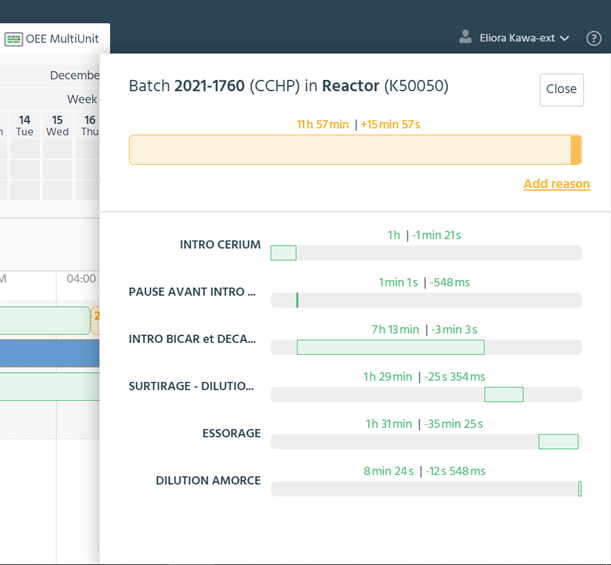 OEE MultiUnit
Eliora Kawa-ext
?
December
Week
14 15 16
Tue Wed Thu
04:00
Batch 2021-1760 (CCHP) in Reactor (K50050)
Close
11 h 57 min | +15 min 57 s
Add reason
INTRO CERIUM
1 h | -1 min 21 s
PAUSE AVANT INTRO ...
1 min 1 s | -548 ms
INTRO BICAR et DECA...
7 h 13 min | -3 min 3 s
SURTIRAGE - DILUTIO...
1 h 29 min | -25 s 354 ms
ESSORAGE
1 h 31 min | -35 min 25 s
DILUTION AMORCE
8 min 24 s | -12 s 548 ms